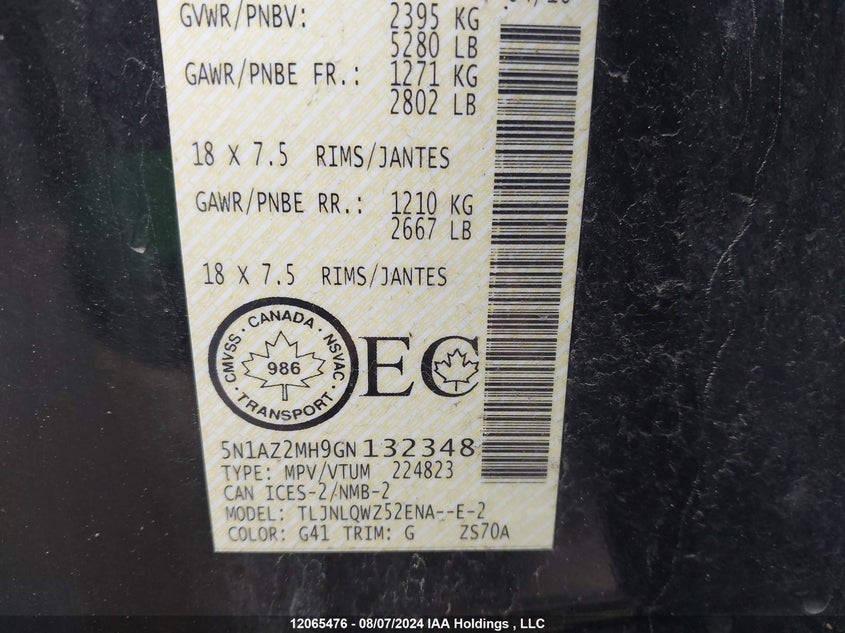 GVWR/PNBV: 2395 KG
5280 LB
GAWR/PNBE FR.: 1271 KG
2802 LB
18 X 7.5 RIMS/JANTES
GAWR/PNBE RR.: 1210 KG
2667 LB
18 X 7.5 RIMS/JANTES
CMVSS · CANADA · NSVAC · TRANSPORT ·
986
EC
5N1AZ2MH9GN132348
TYPE: MPV/VTUM 224823
CAN ICES-2/NMB-2
MODEL: TLJNLQWZ52ENA--E-2
COLOR: G41 TRIM: G ZS70A
12065476 - 08/07/2024 IAA Holdings , LLC